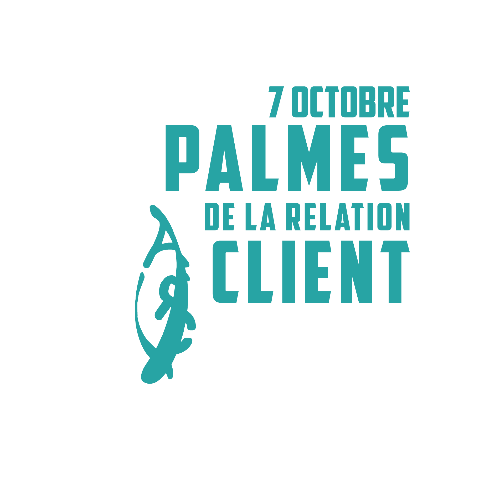 7 OCTOBRE
PALMES
DE LA RELATION
CLIENT